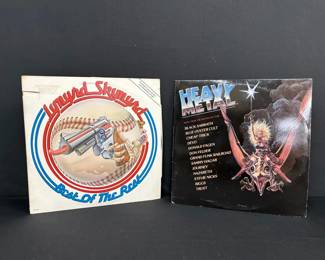 Lynyrd Skynyrd
Best Of The Rest
HEAVY
METAL
BLACK SABBATH
BLUE OYSTER CULT
CHEAP TRICK
DEVO
DONALD FAGEN
DON FELDER
GRAND FUNK RAILROAD
SAMMY HAGAR
JOURNEY
NAZARETH
STEVIE NICKS
RIGGS
TRUST